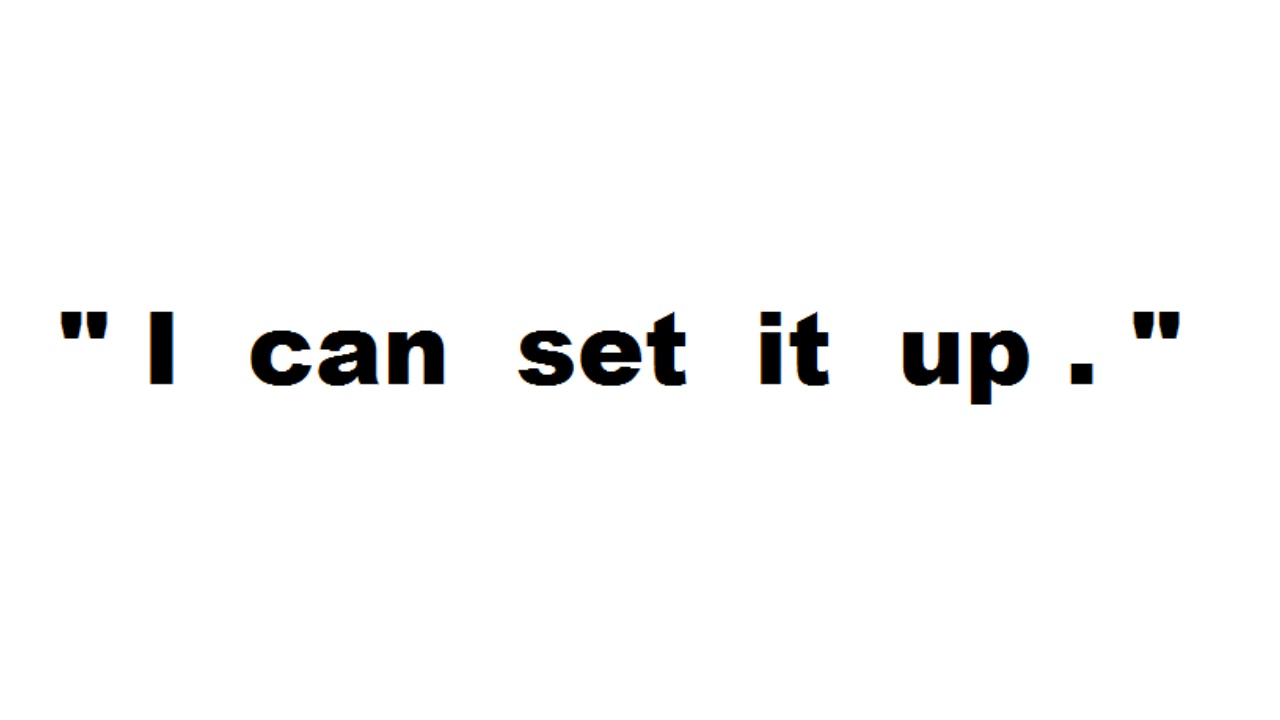 " I can set it up . "